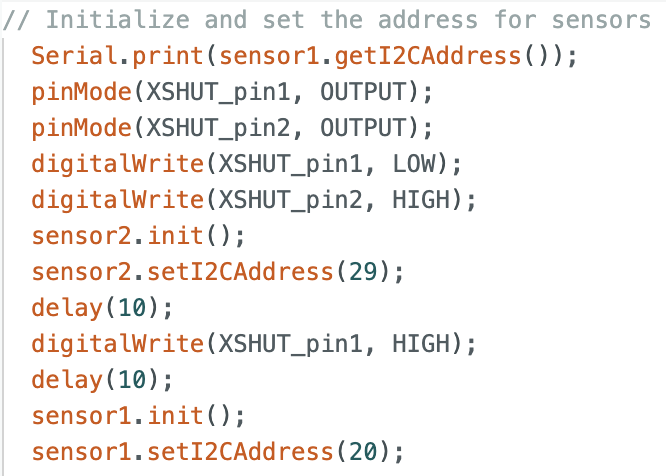 // Initialize and set the address for sensors
Serial.print(sensor1.getI2CAddress());
pinMode(XSHUT_pin1, OUTPUT);
pinMode(XSHUT_pin2, OUTPUT);
digitalWrite(XSHUT_pin1, LOW);
digitalWrite(XSHUT_pin2, HIGH);
sensor2.init();
sensor2.setI2CAddress(29);
delay(10);
digitalWrite(XSHUT_pin1, HIGH);
delay(10);
sensor1.init();
sensor1.setI2CAddress(20);